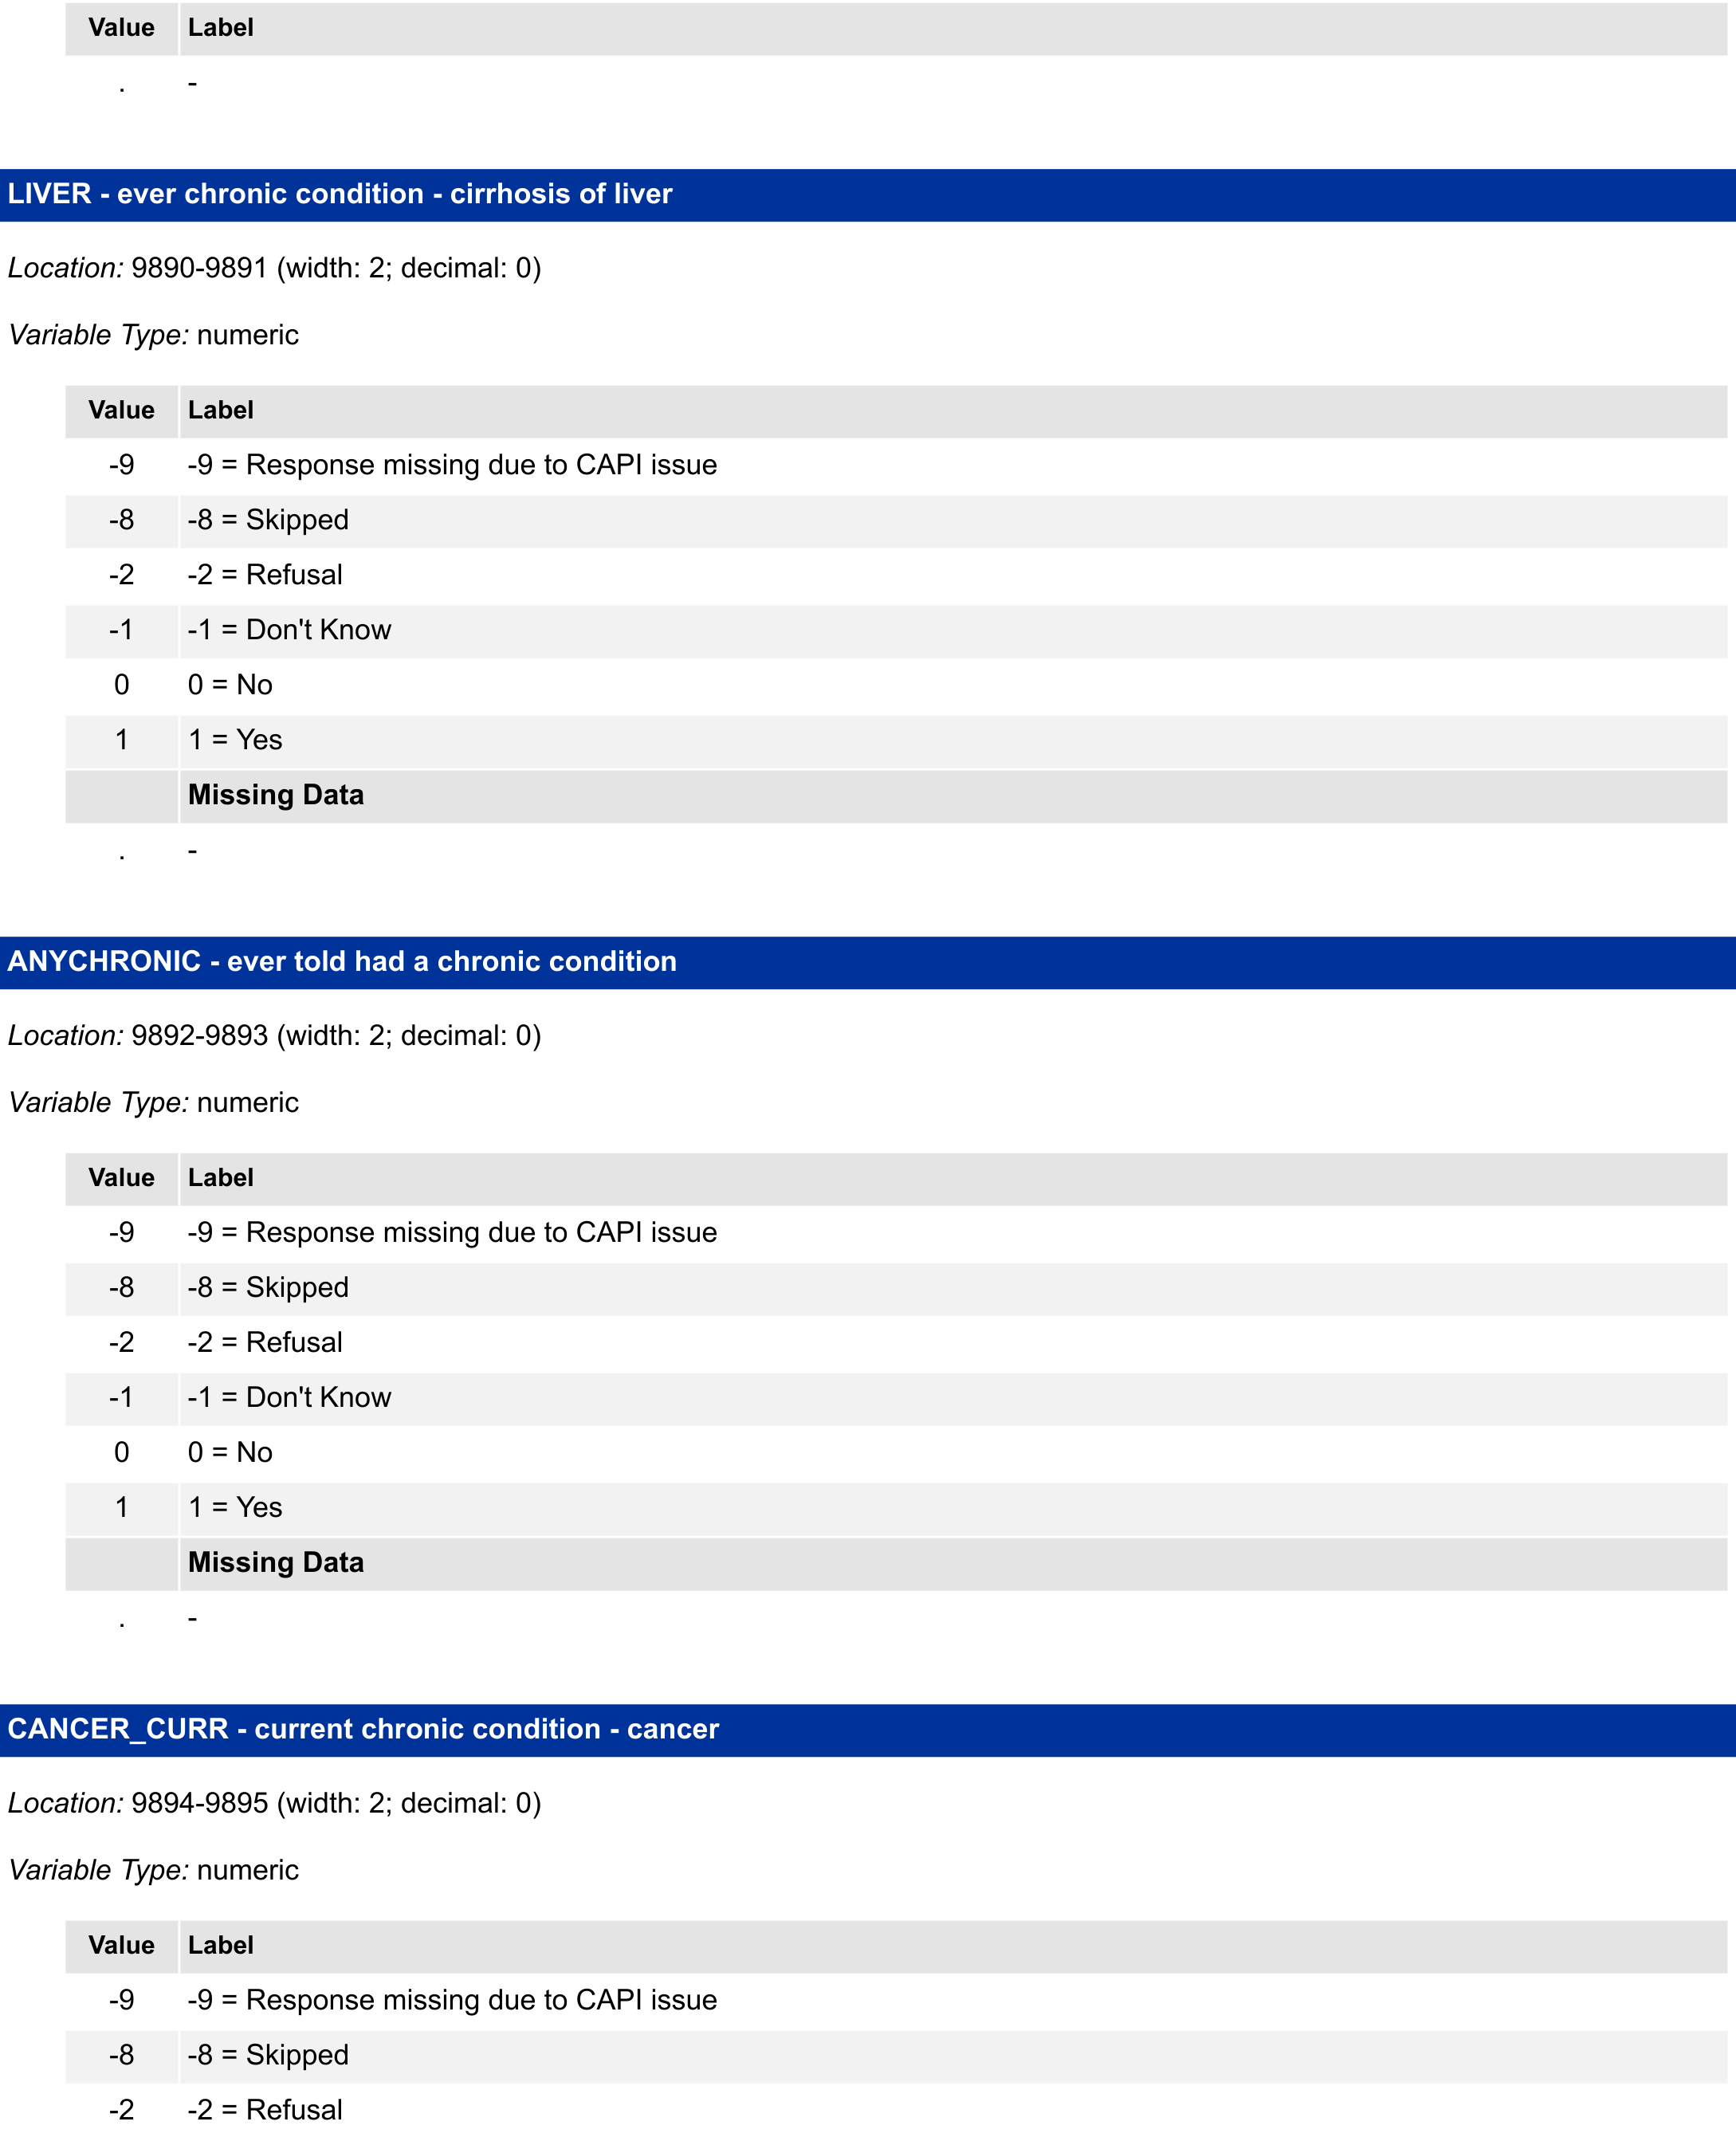 Value Label
. -
LIVER - ever chronic condition - cirrhosis of liver
Location: 9890-9891 (width: 2; decimal: 0)
Variable Type: numeric
Value Label
-9 -9 = Response missing due to CAPI issue
-8 -8 = Skipped
-2 -2 = Refusal
-1 -1 = Don't Know
0 0 = No
1 1 = Yes
Missing Data
. -
ANYCHRONIC - ever told had a chronic condition
Location: 9892-9893 (width: 2; decimal: 0)
Variable Type: numeric
Value Label
-9 -9 = Response missing due to CAPI issue
-8 -8 = Skipped
-2 -2 = Refusal
-1 -1 = Don't Know
0 0 = No
1 1 = Yes
Missing Data
. -
CANCER_CURR - current chronic condition - cancer
Location: 9894-9895 (width: 2; decimal: 0)
Variable Type: numeric
Value Label
-9 -9 = Response missing due to CAPI issue
-8 -8 = Skipped
-2 -2 = Refusal